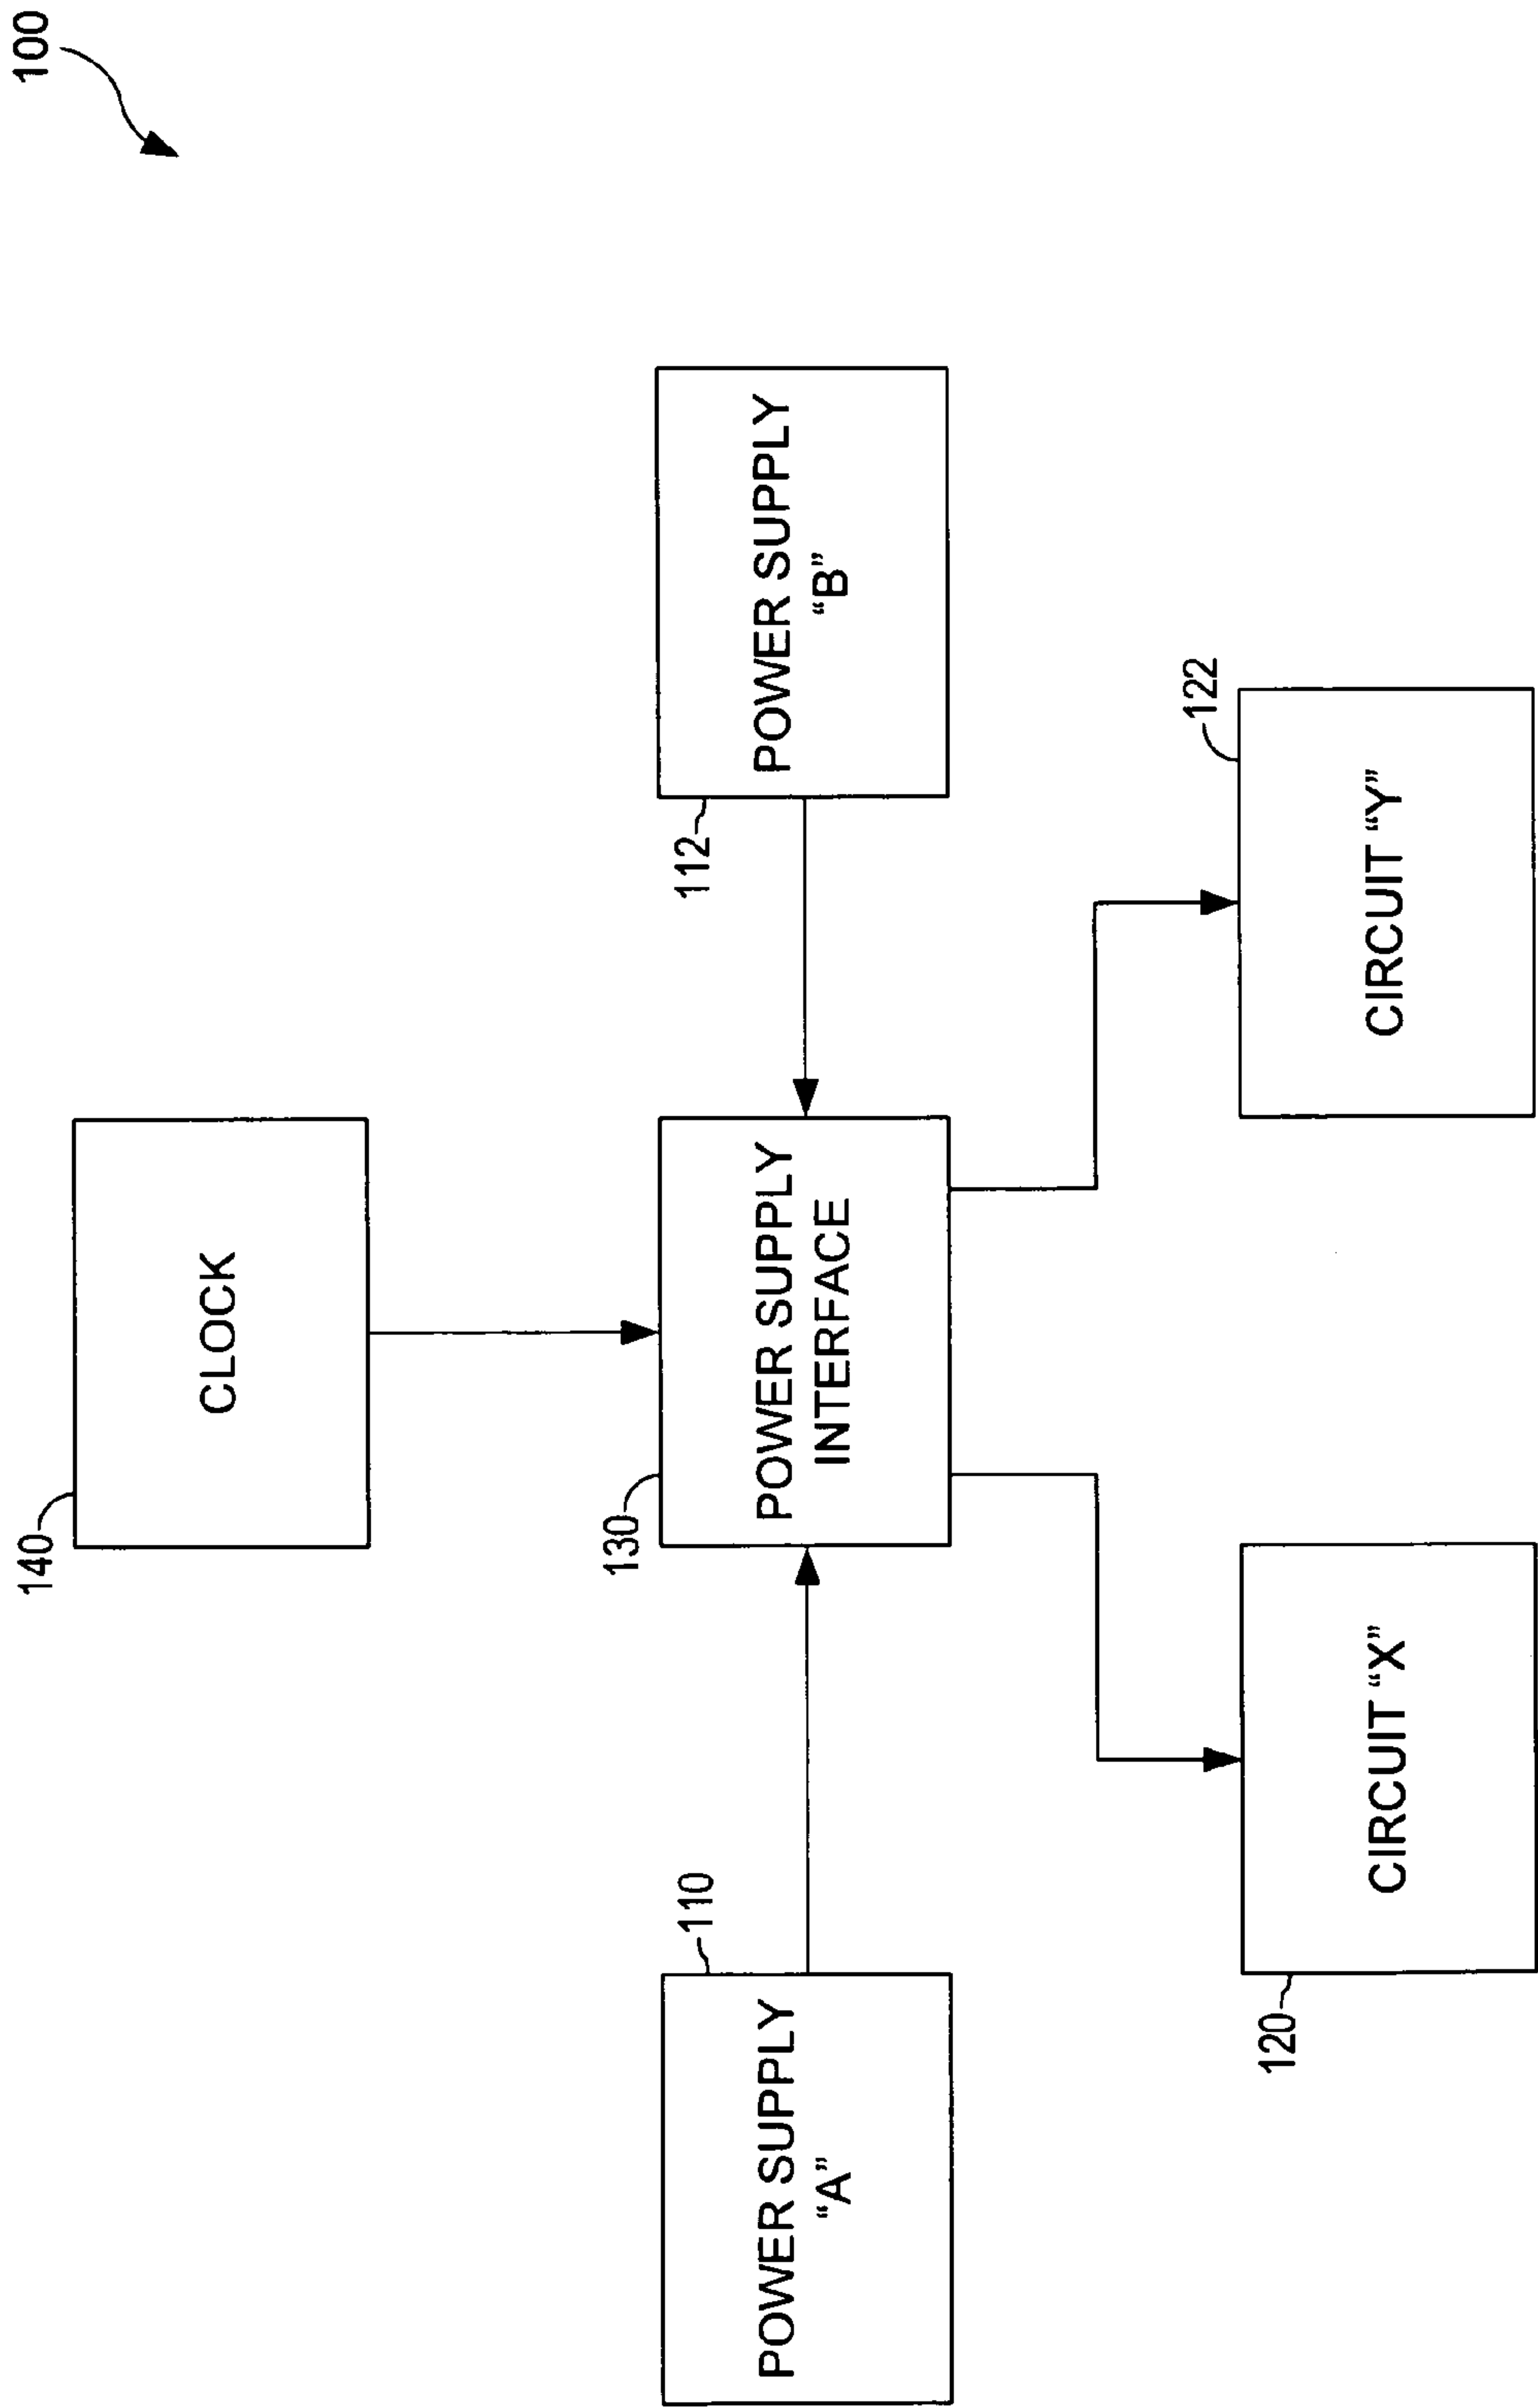 100
140
CLOCK
130
POWER SUPPLY
INTERFACE
110
POWER SUPPLY
“A”
112
POWER SUPPLY
“B”
120
CIRCUIT “X”
122
CIRCUIT “Y”